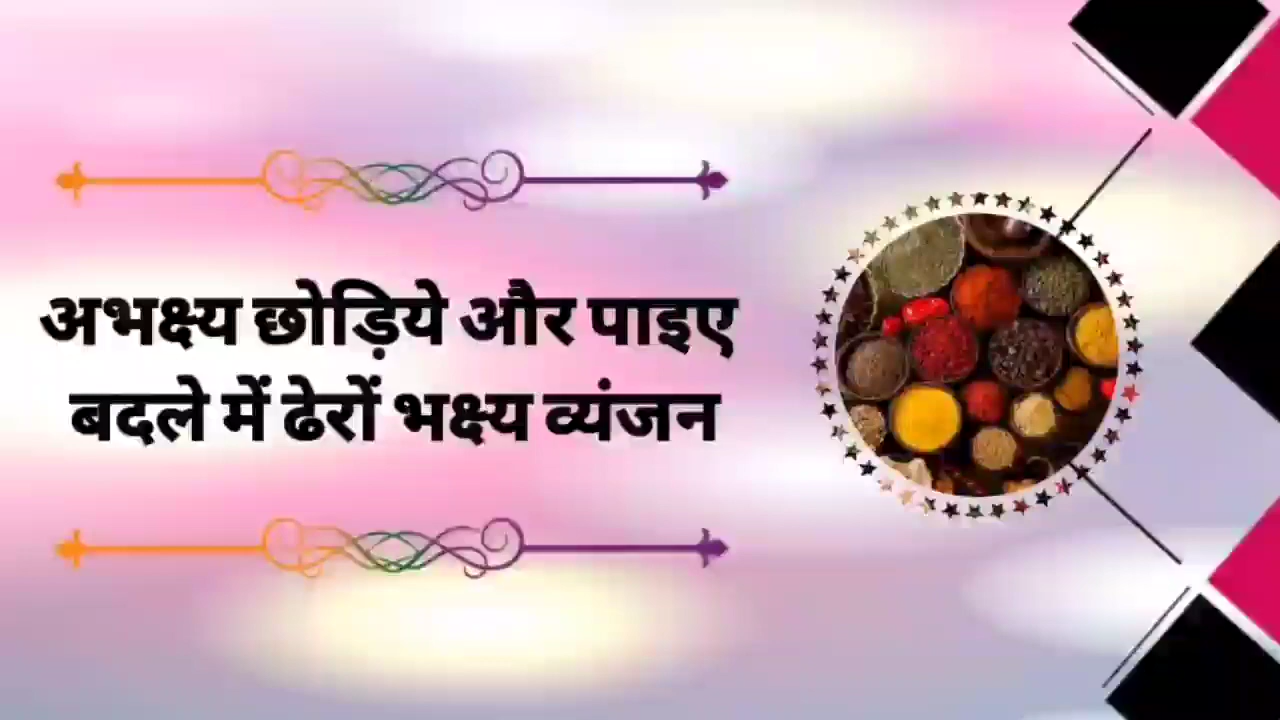 अभक्ष्य छोड़िये और पाइए
बदले में ढेरों भक्ष्य व्यंजन